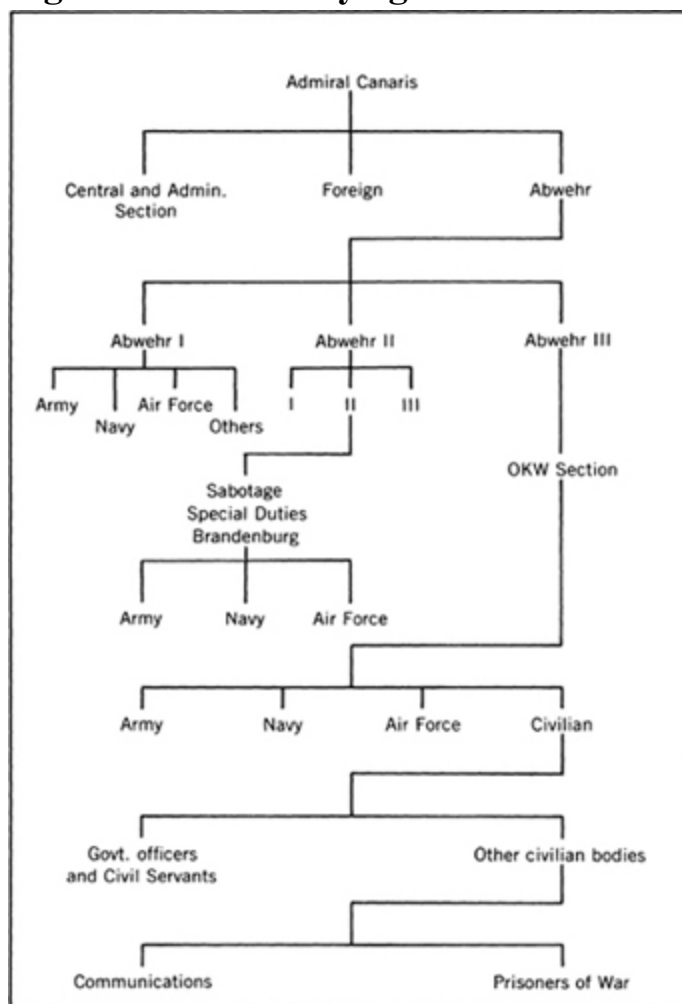 Admiral Canaris
Central and Admin.
Section
Foreign
Abwehr
Abwehr I
Abwehr II
Abwehr III
Army
Navy
Air Force
Others
I
II
III
OKW Section
Sabotage
Special Duties
Brandenburg
Army
Navy
Air Force
Army
Navy
Air Force
Civilian
Govt. officers
and Civil Servants
Other civilian bodies
Communications
Prisoners of War